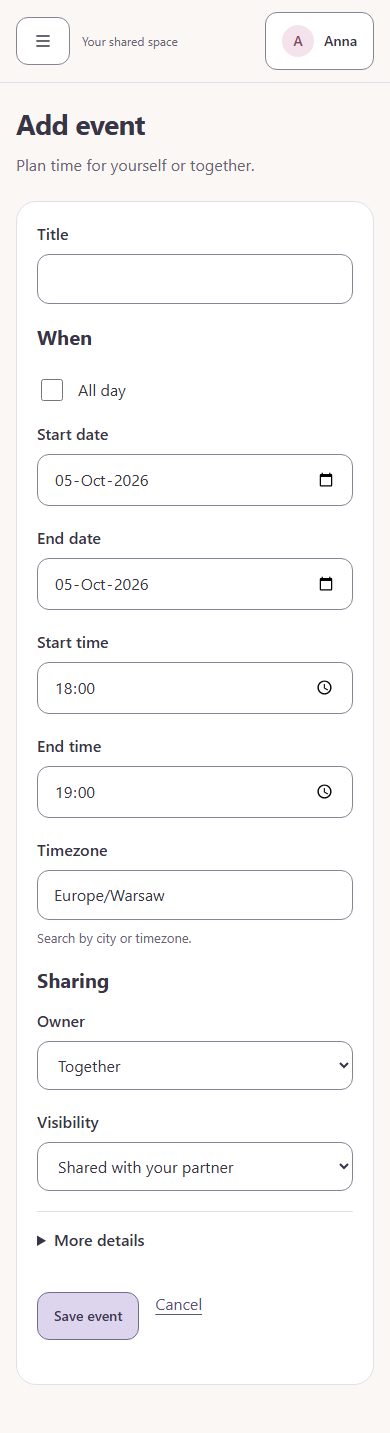 Your shared space
A Anna
Add event
Plan time for yourself or together.
Title
When
All day
Start date
05-Oct-2026
End date
05-Oct-2026
Start time
18:00
End time
19:00
Timezone
Europe/Warsaw
Search by city or timezone.
Sharing
Owner
Together
Visibility
Shared with your partner
More details
Save event Cancel